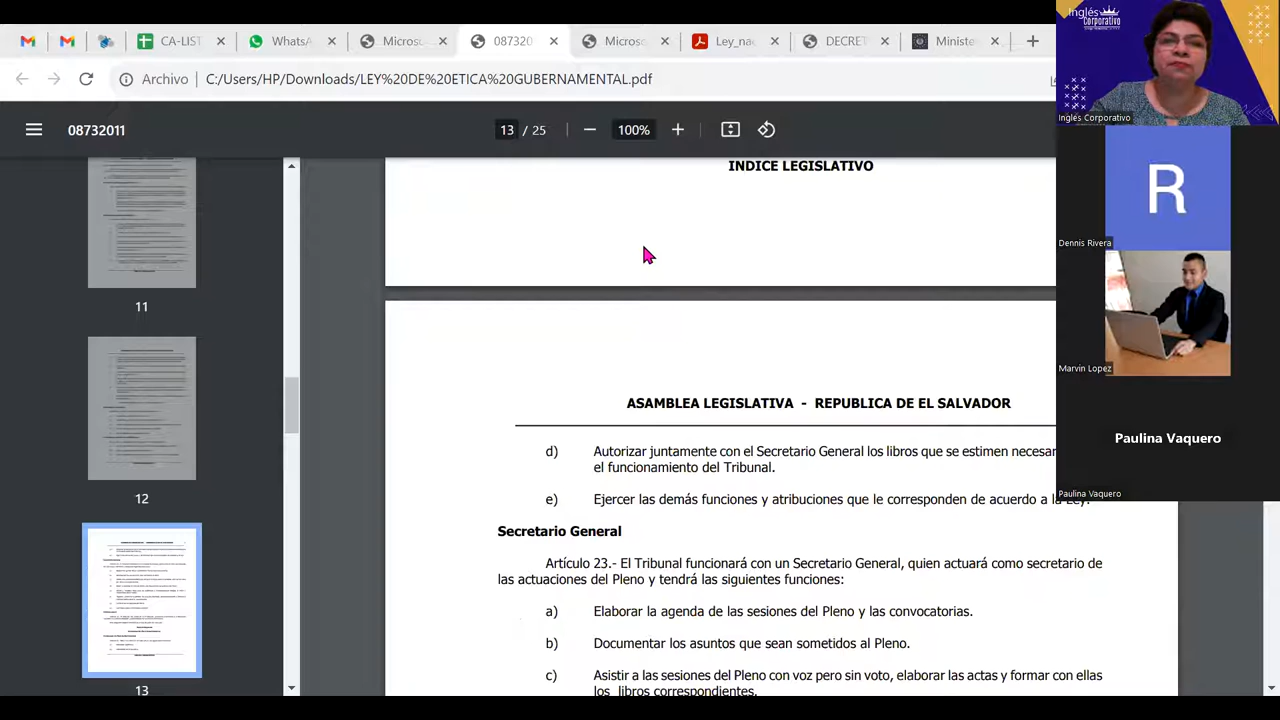 CA-LIST
WhatsA
Microso
087320
Microso
Ley_na
DECRE
Ministe
Archivo
C:/Users/HP/Downloads/LEY%20DE%20ETICA%20GUBERNAMENTAL.pdf
08732011
13 / 25
100%
11
12
13
INDICE LEGISLATIVO
ASAMBLEA LEGISLATIVA - REPUBLICA DE EL SALVADOR
d) Autorizar juntamente con el Secretario General los libros que se estimen necesar
el funcionamiento del Tribunal.
e) Ejercer las demás funciones y atribuciones que le corresponden de acuerdo a la Ley.
Secretario General
Artículo 23.- El Tribunal funcionará con un Secretario General, quien actuará como secretario de
las actuaciones del Pleno y tendrá las siguientes funciones:
a) Elaborar la agenda de las sesiones del Pleno y las convocatorias.
b) Documentar los asuntos que sean sometidos al Pleno.
c) Asistir a las sesiones del Pleno con voz pero sin voto, elaborar las actas y formar con ellas
los libros correspondientes.
Inglés
Corporativo
Inglés Corporativo
R
Dennis Rivera
Marvin Lopez
Paulina Vaquero
Paulina Vaquero